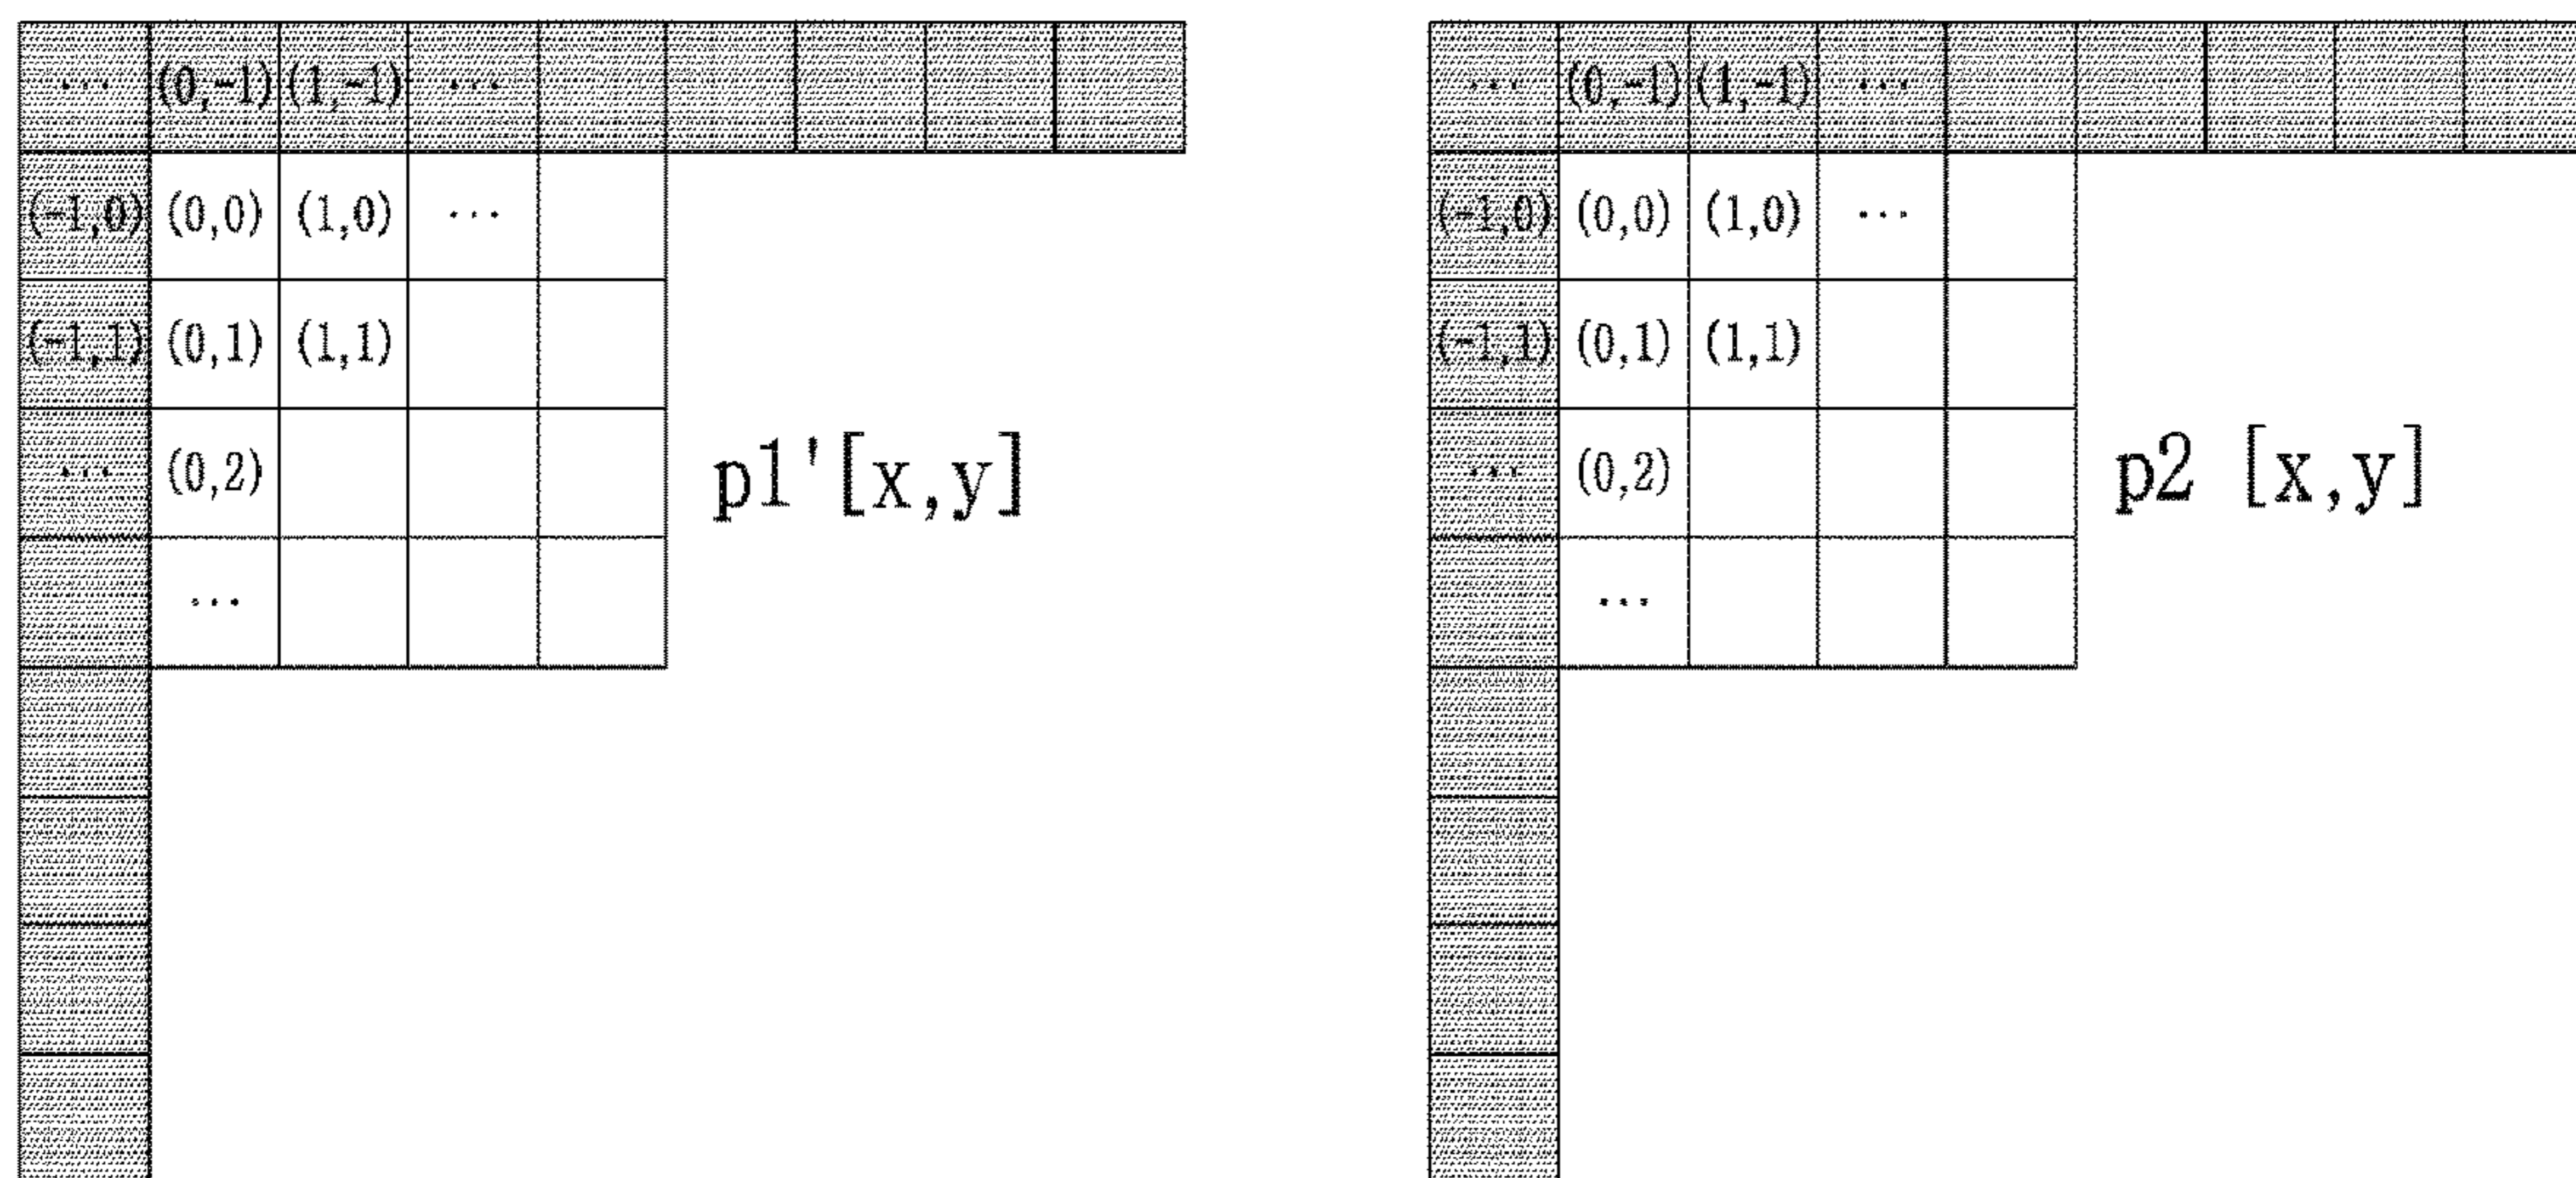 ... (0,-1) (1,-1) ...
(-1,0) (0,0) (1,0) ...
(-1,1) (0,1) (1,1)
... (0,2)
...
p1'[x,y]
... (0,-1) (1,-1) ...
(-1,0) (0,0) (1,0) ...
(-1,1) (0,1) (1,1)
... (0,2)
...
p2 [x,y]